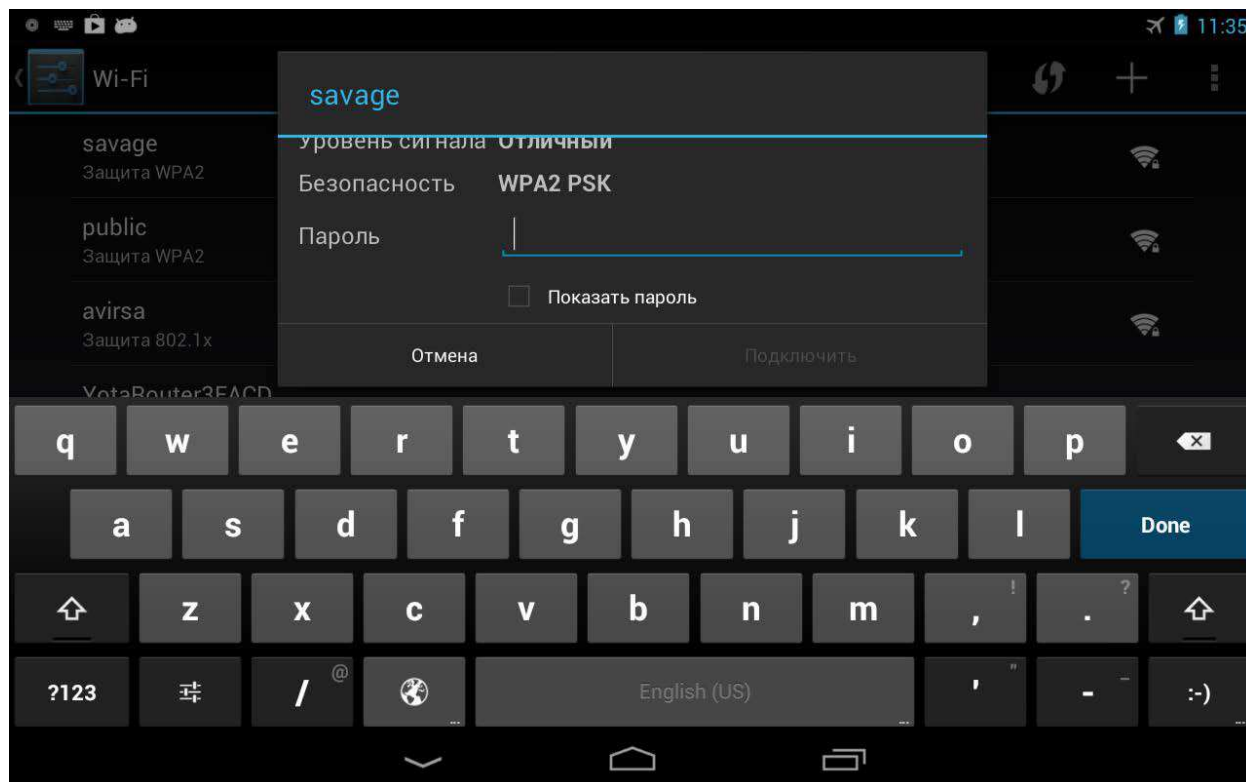 11:35
Wi-Fi
savage
savage
Защита WPA2
public
Защита WPA2
avirsa
Защита 802.1x
YotaRouter3FACD
Уровень сигнала Отличный
Безопасность WPA2 PSK
Пароль
Показать пароль
Отмена Подключить
q w e r t y u i o p
a s d f g h j k l Done
z x c v b n m , ! . ?
?123 / @ English (US) ' " - _ :-)